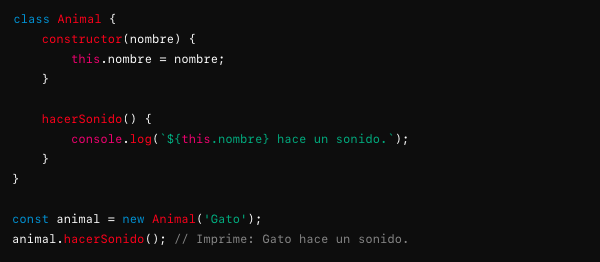 class Animal {
    constructor(nombre) {
        this.nombre = nombre;
    }

    hacerSonido() {
        console.log(`${this.nombre} hace un sonido.`);
    }
}

const animal = new Animal('Gato');
animal.hacerSonido(); // Imprime: Gato hace un sonido.